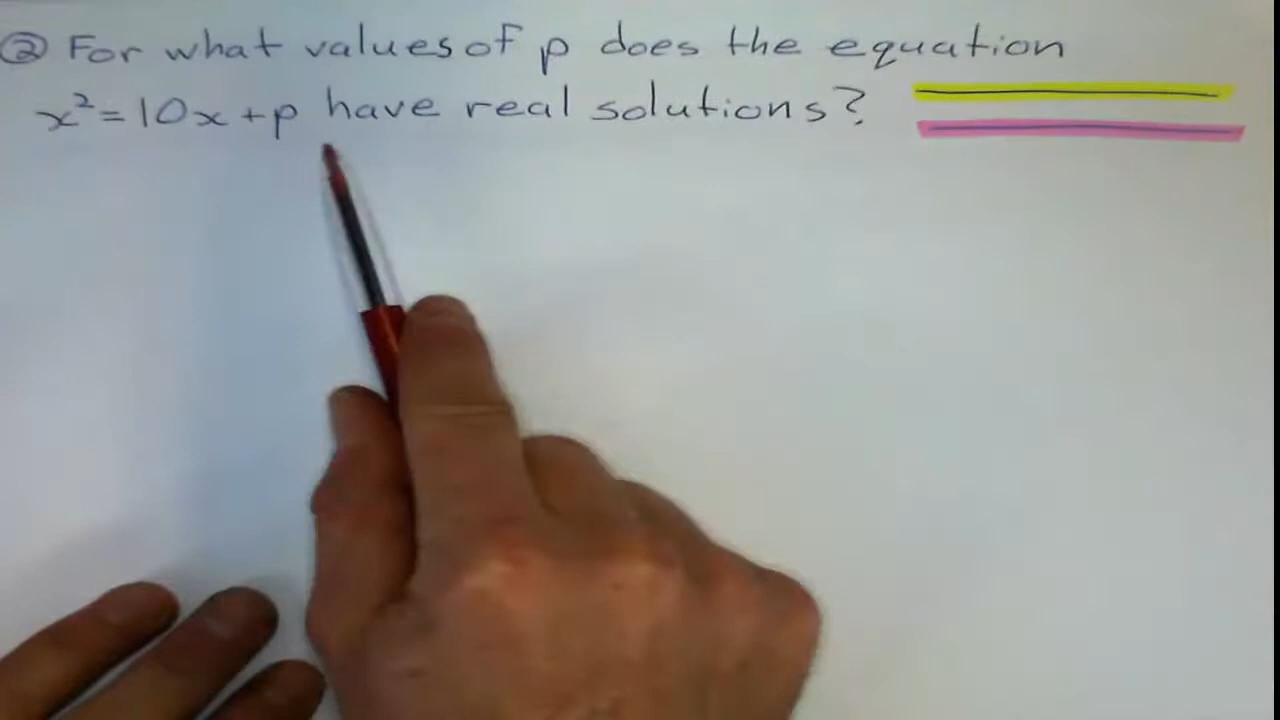 ② For what values of p does the equation
x² = 10x + p have real solutions?